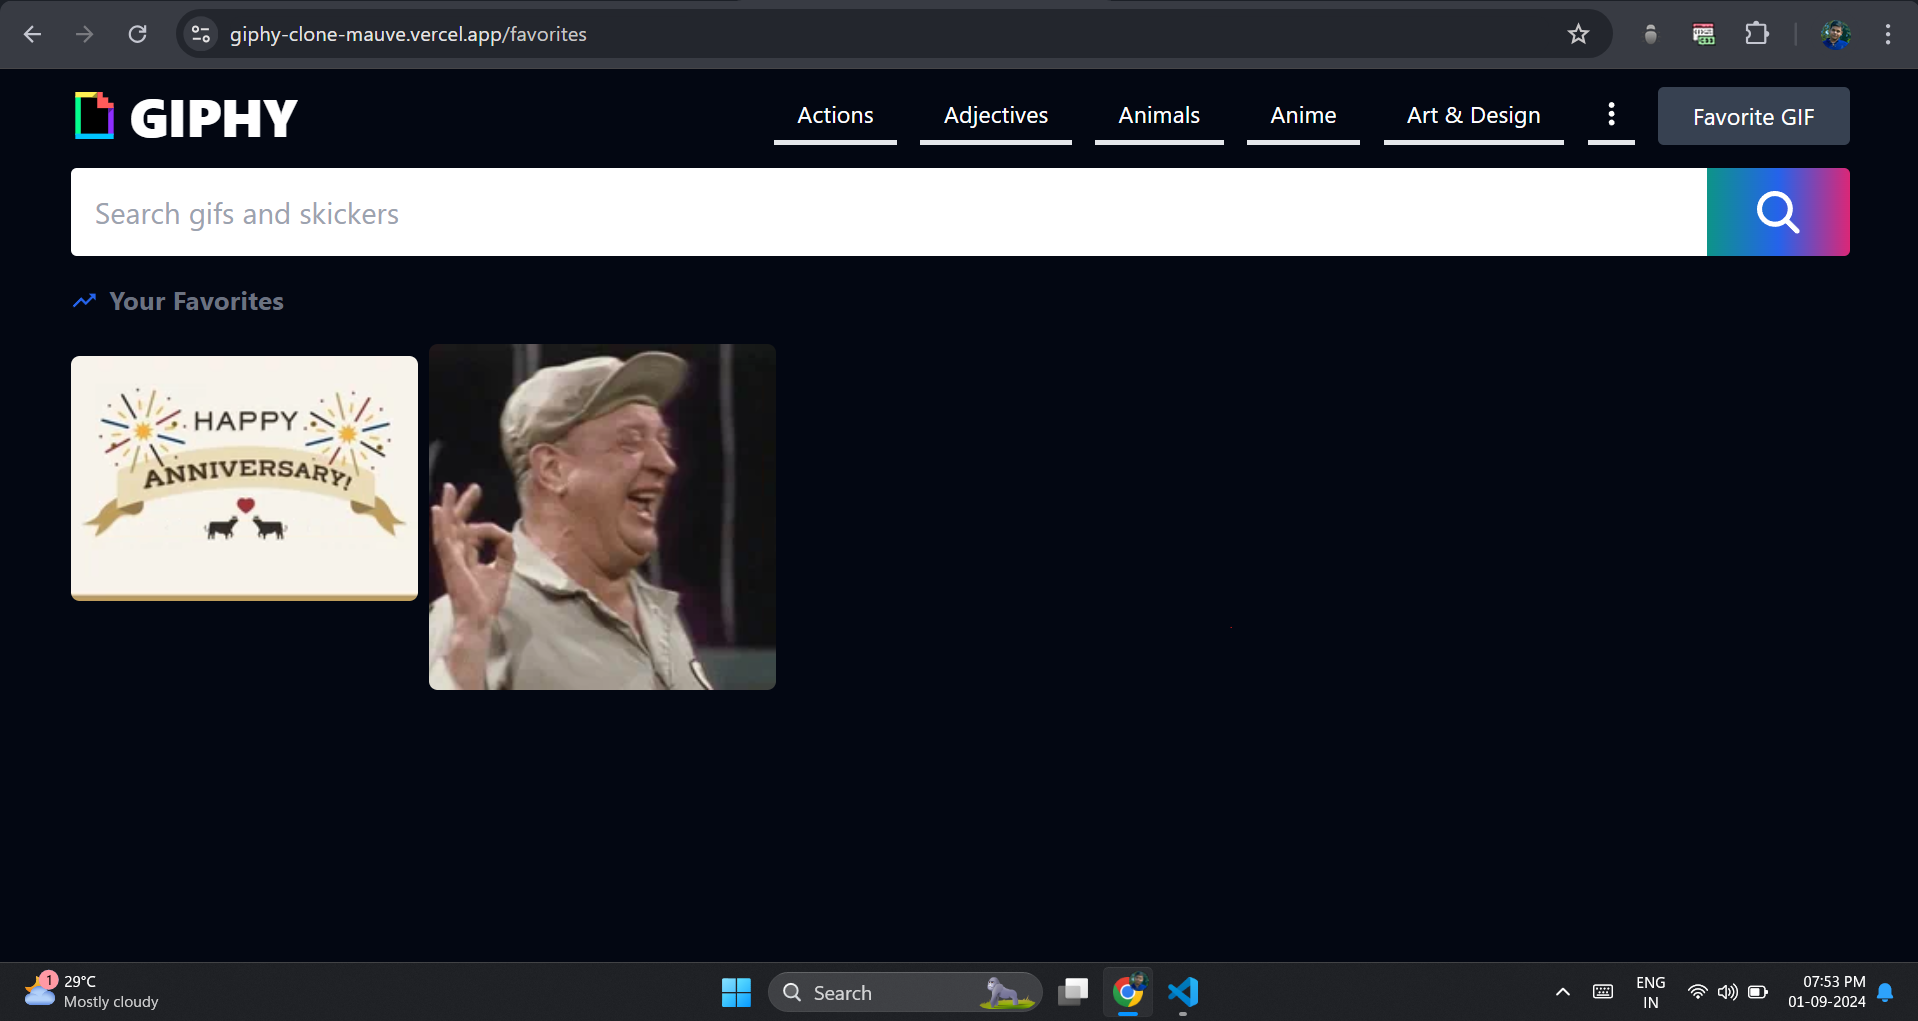 giphy-clone-mauve.vercel.app/favorites
GIPHY
Actions
Adjectives
Animals
Anime
Art & Design
Favorite GIF
Search gifs and skickers
Your Favorites
HAPPY
ANNIVERSARY!
1
29°C
Mostly cloudy
Search
ENG
IN
07:53 PM
01-09-2024